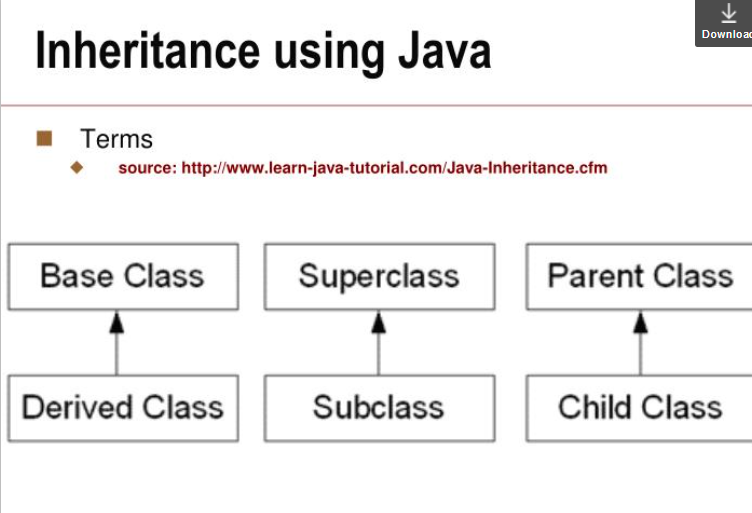 Inheritance using Java
Download
Terms
source: http://www.learn-java-tutorial.com/Java-Inheritance.cfm
Base Class
Superclass
Parent Class
Derived Class
Subclass
Child Class